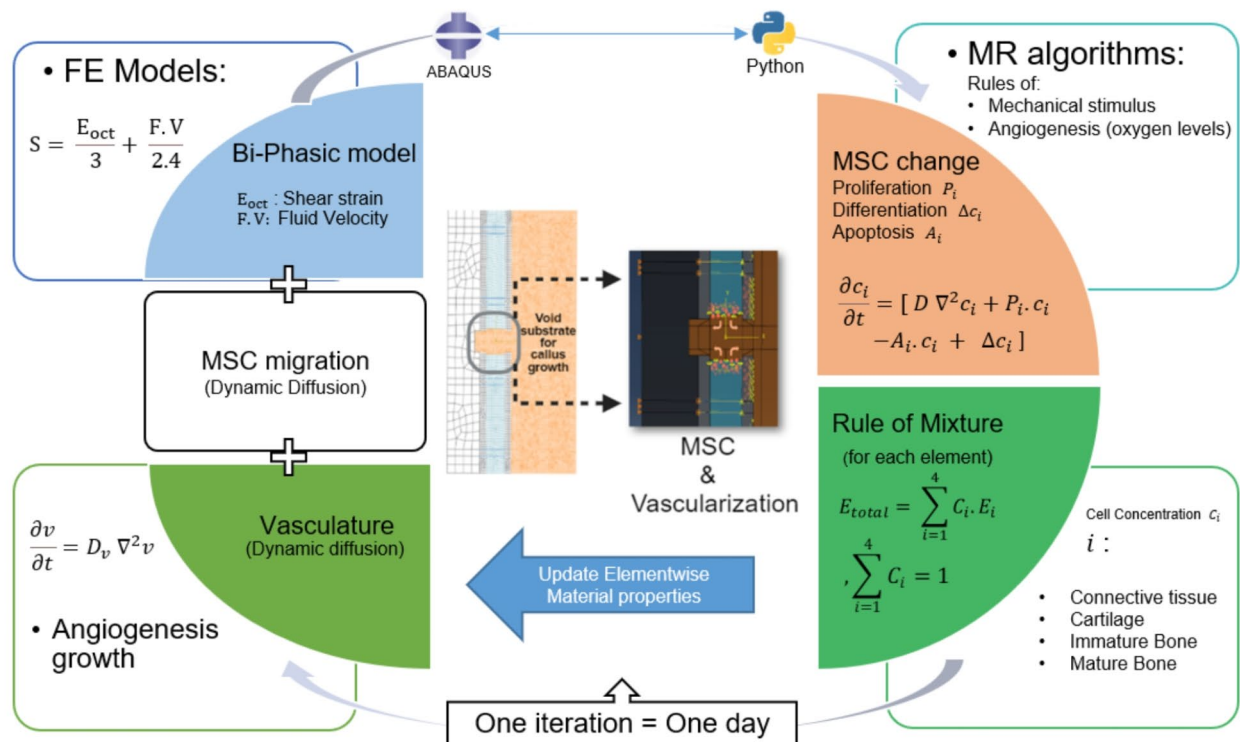 ABAQUS
Python
• FE Models:
S = E_oct/3 + F.V/2.4
Bi-Phasic model
E_oct : Shear strain
F.V: Fluid Velocity
MSC migration
(Dynamic Diffusion)
Vasculature
(Dynamic diffusion)
∂v/∂t = D_v ∇²v
• Angiogenesis
growth
Void
substrate
for
callus
growth
MSC
&
Vascularization
Update Elementwise
Material properties
One iteration = One day
• MR algorithms:
Rules of:
• Mechanical stimulus
• Angiogenesis (oxygen levels)
MSC change
Proliferation P_i
Differentiation Δc_i
Apoptosis A_i
∂c_i/∂t = [ D ∇²c_i + P_i. c_i
−A_i. c_i + Δc_i ]
Rule of Mixture
(for each element)
E_total = ∑_{i=1}^{4} C_i. E_i
, ∑_{i=1}^{4} C_i = 1
Cell Concentration c_i
i :
• Connective tissue
• Cartilage
• Immature Bone
• Mature Bone